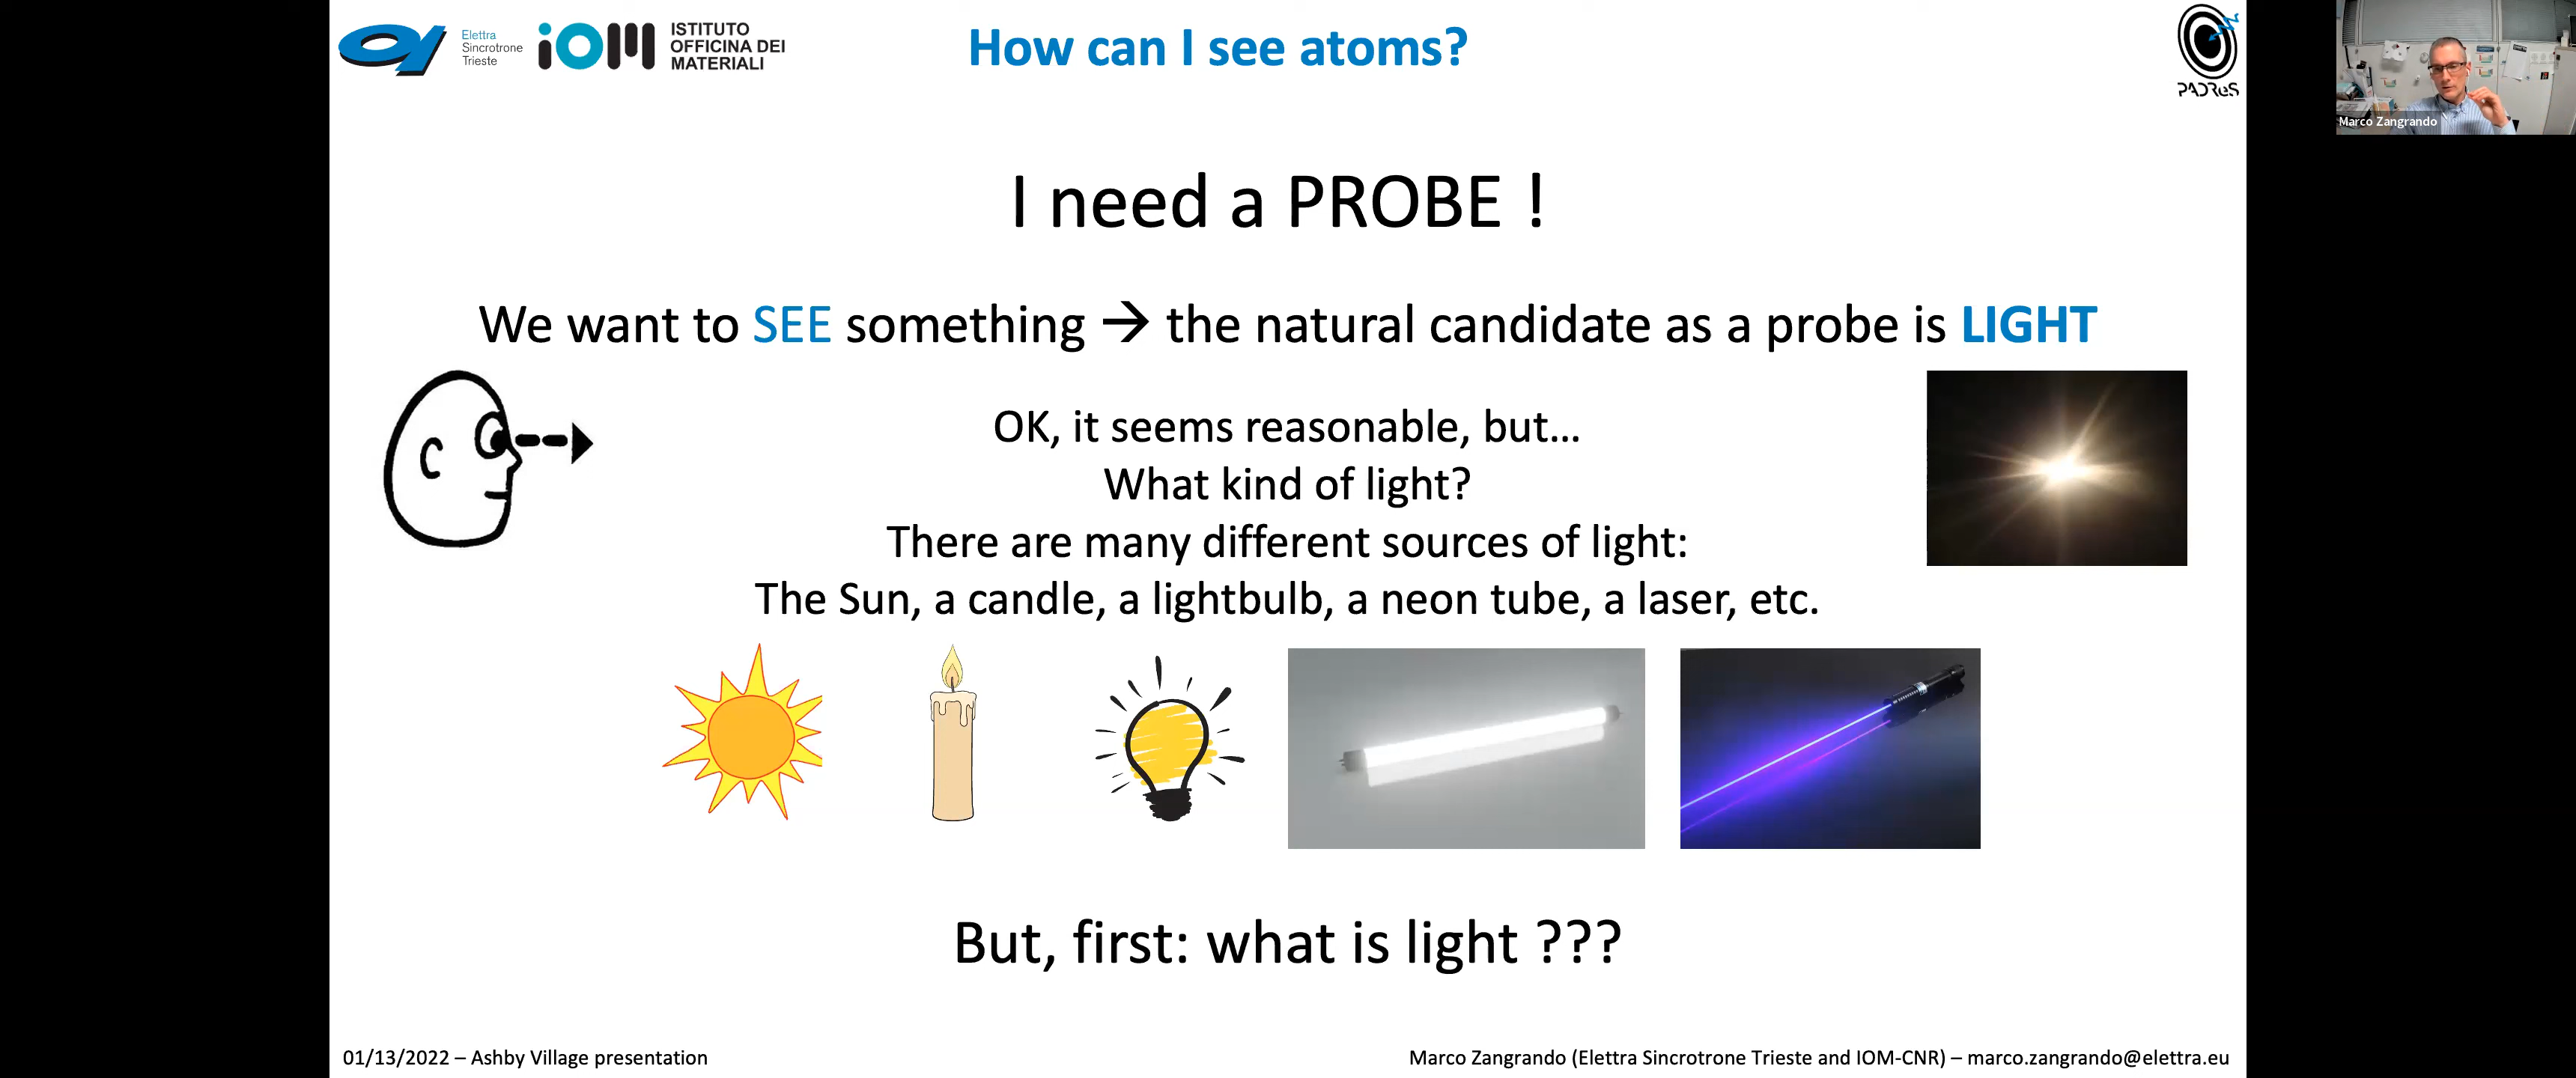 Elettra
Sincrotrone
Trieste
iOM
ISTITUTO
OFFICINA DEI
MATERIALI
How can I see atoms?
PADReS
Marco Zangrando
I need a PROBE !
We want to SEE something → the natural candidate as a probe is LIGHT
OK, it seems reasonable, but...
What kind of light?
There are many different sources of light:
The Sun, a candle, a lightbulb, a neon tube, a laser, etc.
But, first: what is light ???
01/13/2022 – Ashby Village presentation
Marco Zangrando (Elettra Sincrotrone Trieste and IOM-CNR) – marco.zangrando@elettra.eu